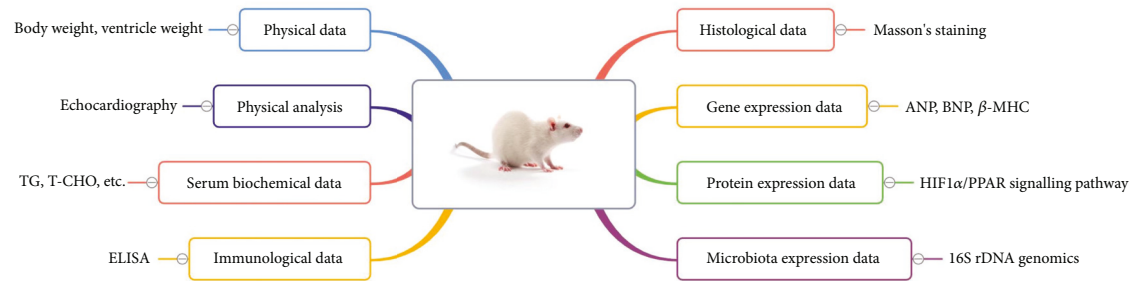 Body weight, ventricle weight
Physical data
Echocardiography
Physical analysis
TG, T-CHO, etc.
Serum biochemical data
ELISA
Immunological data
Histological data
Masson's staining
Gene expression data
ANP, BNP, β-MHC
Protein expression data
HIF1α/PPAR signalling pathway
Microbiota expression data
16S rDNA genomics